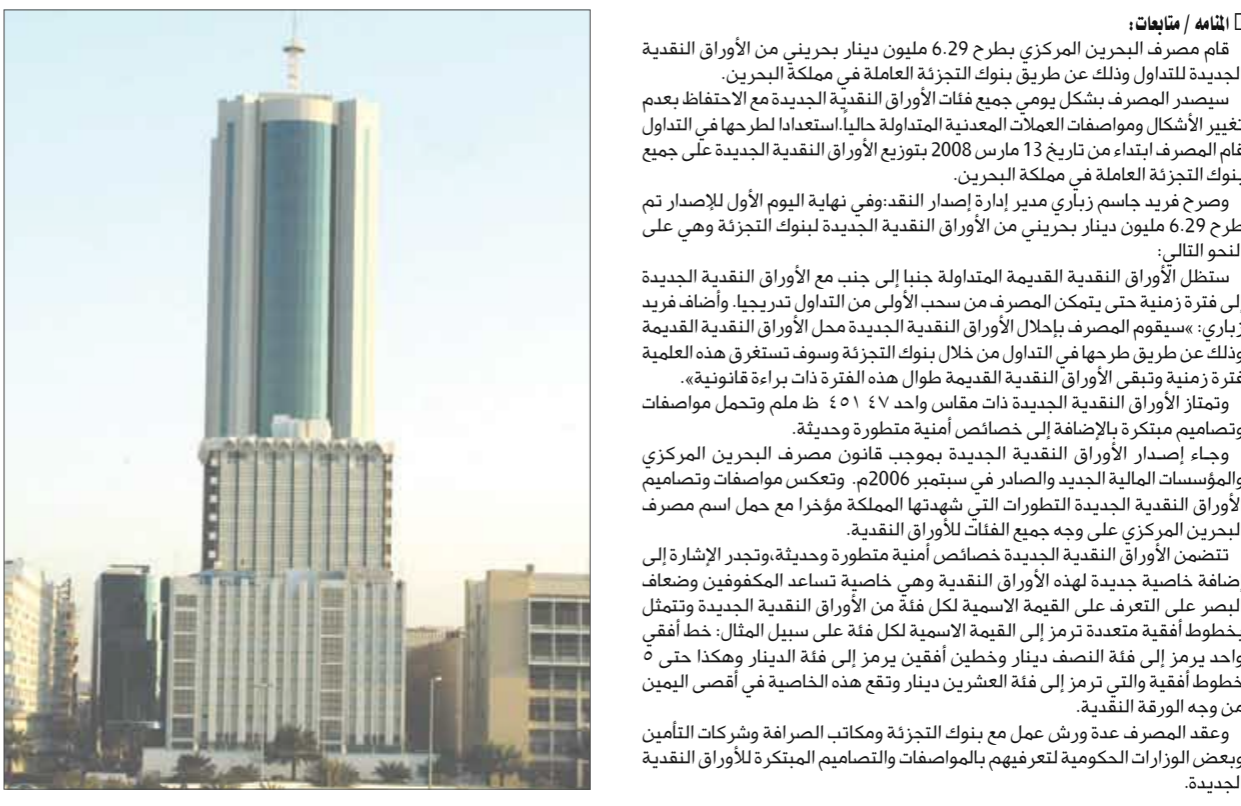 المنامه / متابعات:
قام مصرف البحرين المركزي بطرح 6.29 مليون دينار بحريني من الأوراق النقدية
لجديدة للتداول وذلك عن طريق بنوك التجزئة العاملة في مملكة البحرين.
سيصدر المصرف بشكل يومي جميع فئات الأوراق النقدية الجديدة مع الاحتفاظ بعدم
تغيير الأشكال ومواصفات العملات المعدنية المتداولة حالياً.استعدادا لطرحها في التداول
قام المصرف ابتداء من تاريخ 13 مارس 2008 بتوزيع الأوراق النقدية الجديدة على جميع
بنوك التجزئة العاملة في مملكة البحرين.
وصرح فريد جاسم زباري مدير إدارة إصدار النقد:وفي نهاية اليوم الأول للإصدار تم
طرح 6.29 مليون دينار بحريني من الأوراق النقدية الجديدة لبنوك التجزئة وهي على
لنحو التالي:
ستظل الأوراق النقدية القديمة المتداولة جنبا إلى جنب مع الأوراق النقدية الجديدة
إلى فترة زمنية حتى يتمكن المصرف من سحب الأولى من التداول تدريجيا. وأضاف فريد
زباري: »سيقوم المصرف بإحلال الأوراق النقدية الجديدة محل الأوراق النقدية القديمة
وذلك عن طريق طرحها في التداول من خلال بنوك التجزئة وسوف تستغرق هذه العلمية
فترة زمنية وتبقى الأوراق النقدية القديمة طوال هذه الفترة ذات براءة قانونية«.
وتمتاز الأوراق النقدية الجديدة ذات مقاس واحد ٤٧ ٤٥١ ظ ملم وتحمل مواصفات
وتصاميم مبتكرة بالإضافة إلى خصائص أمنية متطورة وحديثة.
وجاء إصدار الأوراق النقدية الجديدة بموجب قانون مصرف البحرين المركزي
والمؤسسات المالية الجديد والصادر في سبتمبر 2006م. وتعكس مواصفات وتصاميم
لأوراق النقدية الجديدة التطورات التي شهدتها المملكة مؤخرا مع حمل اسم مصرف
لبحرين المركزي على وجه جميع الفئات للأوراق النقدية.
تتضمن الأوراق النقدية الجديدة خصائص أمنية متطورة وحديثة،وتجدر الإشارة إلى
إضافة خاصية جديدة لهذه الأوراق النقدية وهي خاصية تساعد المكفوفين وضعاف
لبصر على التعرف على القيمة الاسمية لكل فئة من الأوراق النقدية الجديدة وتتمثل
بخطوط أفقية متعددة ترمز إلى القيمة الاسمية لكل فئة على سبيل المثال: خط أفقي
واحد يرمز إلى فئة النصف دينار وخطين أفقين يرمز إلى فئة الدينار وهكذا حتى ٥
خطوط أفقية والتي ترمز إلى فئة العشرين دينار وتقع هذه الخاصية في أقصى اليمين
من وجه الورقة النقدية.
وعقد المصرف عدة ورش عمل مع بنوك التجزئة ومكاتب الصرافة وشركات التأمين
وبعض الوزارات الحكومية لتعرفيهم بالمواصفات والتصاميم المبتكرة للأوراق النقدية
لجديدة.